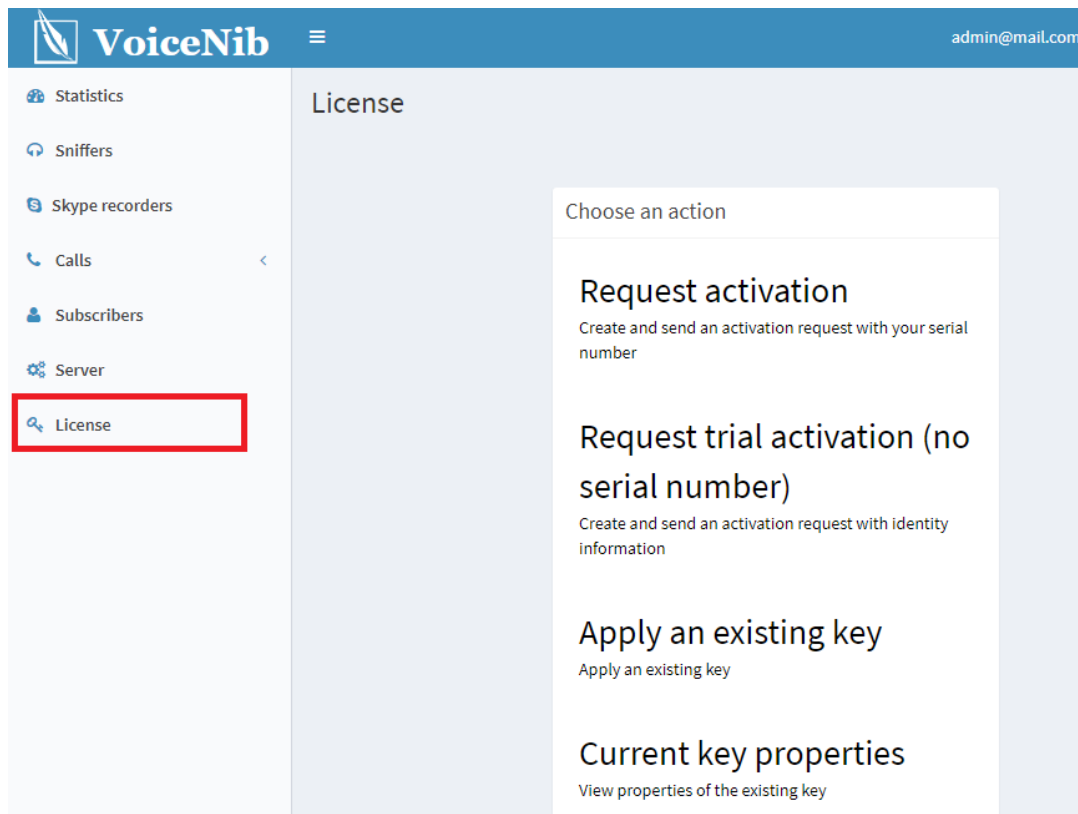 VoiceNib
admin@mail.com
Statistics
Sniffers
Skype recorders
Calls
Subscribers
Server
License
License
Choose an action
Request activation
Create and send an activation request with your serial
number
Request trial activation (no
serial number)
Create and send an activation request with identity
information
Apply an existing key
Apply an existing key
Current key properties
View properties of the existing key